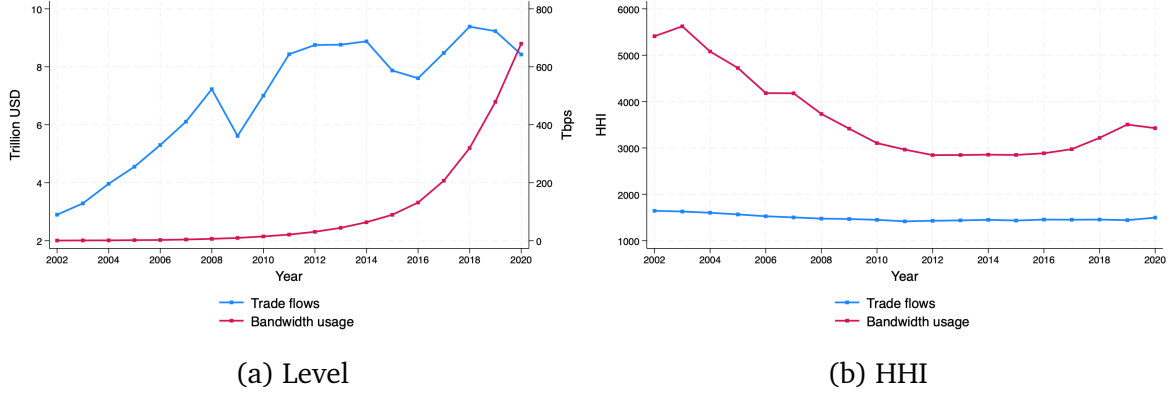 10
8
6
4
2
Trillion USD
800
600
400
200
0
Tbps
2002 2004 2006 2008 2010 2012 2014 2016 2018 2020
Year
Trade flows
Bandwidth usage
(a) Level
6000
5000
4000
3000
2000
1000
HHI
2002 2004 2006 2008 2010 2012 2014 2016 2018 2020
Year
Trade flows
Bandwidth usage
(b) HHI